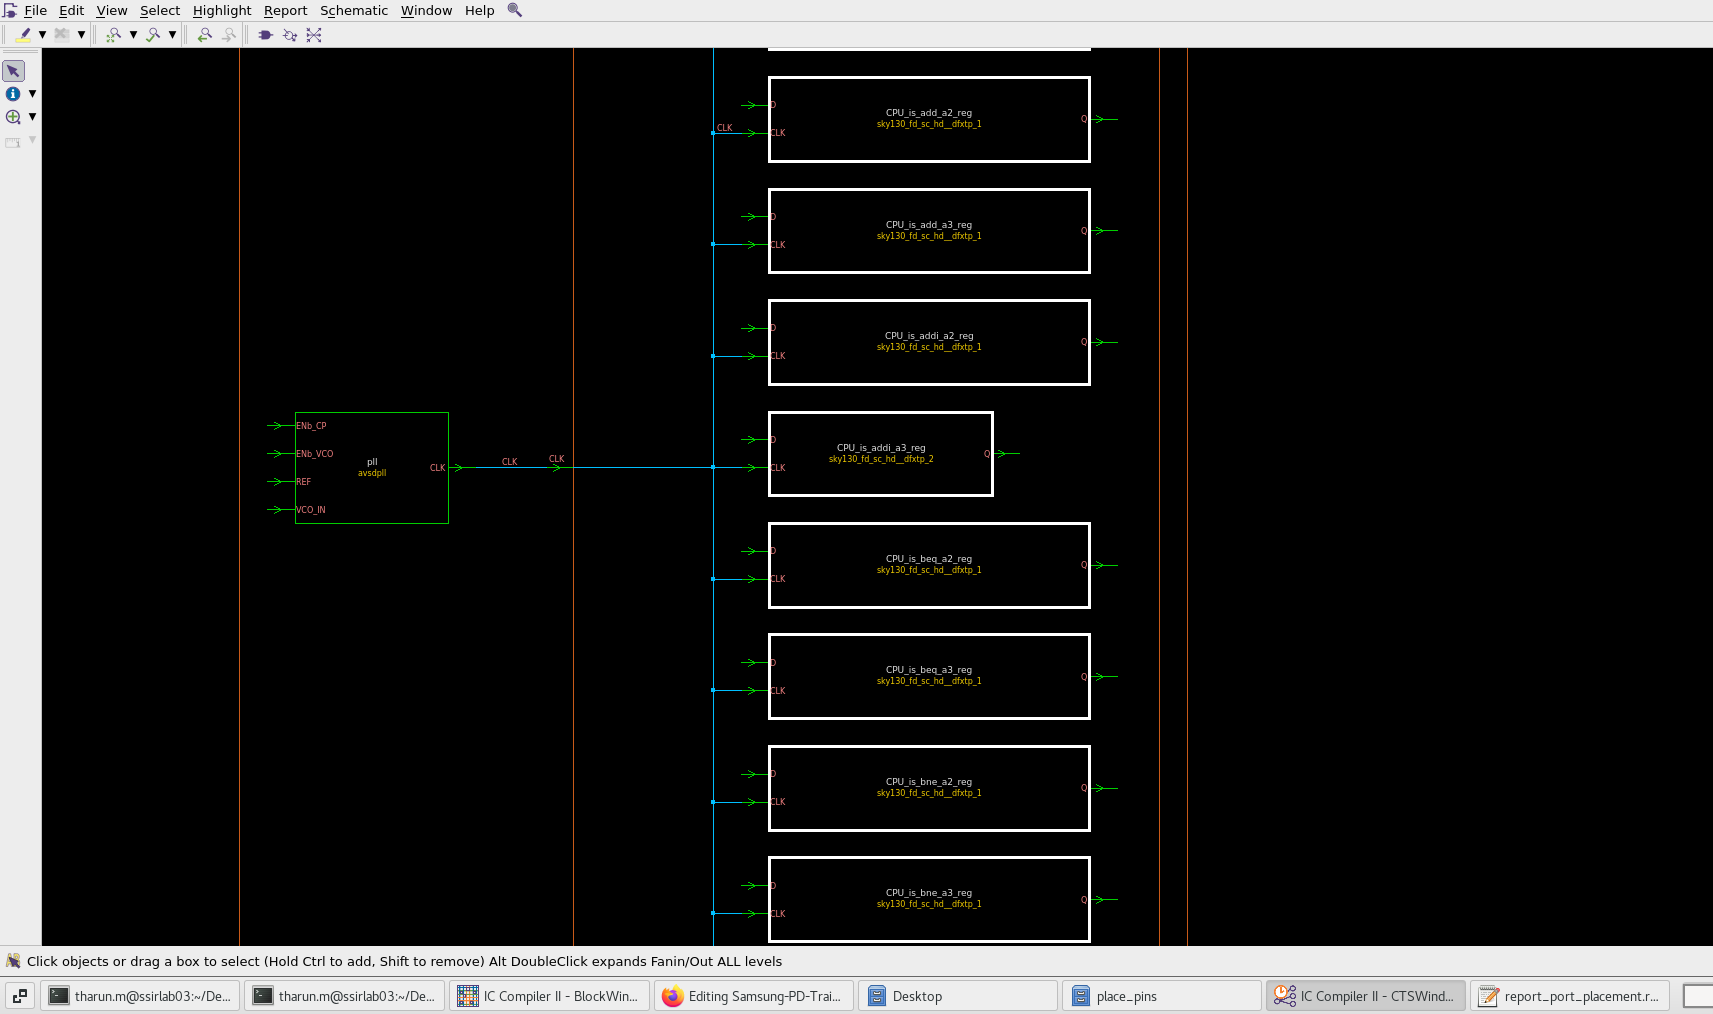 File Edit View Select Highlight Report Schematic Window Help
CPU_is_add_a2_reg
sky130_fd_sc_hd__dfxtp_1
D
CLK
CLK
Q
CPU_is_add_a3_reg
sky130_fd_sc_hd__dfxtp_1
D
CLK
Q
CPU_is_addi_a2_reg
sky130_fd_sc_hd__dfxtp_1
D
CLK
Q
ENb_CP
ENb_VCO
REF
VCO_IN
pll
avsdpll
CLK
CLK
CLK
CPU_is_addi_a3_reg
sky130_fd_sc_hd__dfxtp_2
D
CLK
Q
CPU_is_beq_a2_reg
sky130_fd_sc_hd__dfxtp_1
D
CLK
Q
CPU_is_beq_a3_reg
sky130_fd_sc_hd__dfxtp_1
D
CLK
Q
CPU_is_bne_a2_reg
sky130_fd_sc_hd__dfxtp_1
D
CLK
Q
CPU_is_bne_a3_reg
sky130_fd_sc_hd__dfxtp_1
D
CLK
Q
Click objects or drag a box to select (Hold Ctrl to add, Shift to remove) Alt DoubleClick expands Fanin/Out ALL levels
tharun.m@ssirlab03:~/De... tharun.m@ssirlab03:~/De... IC Compiler II - BlockWin... Editing Samsung-PD-Trai... Desktop place_pins IC Compiler II - CTSWind... report_port_placement.r...